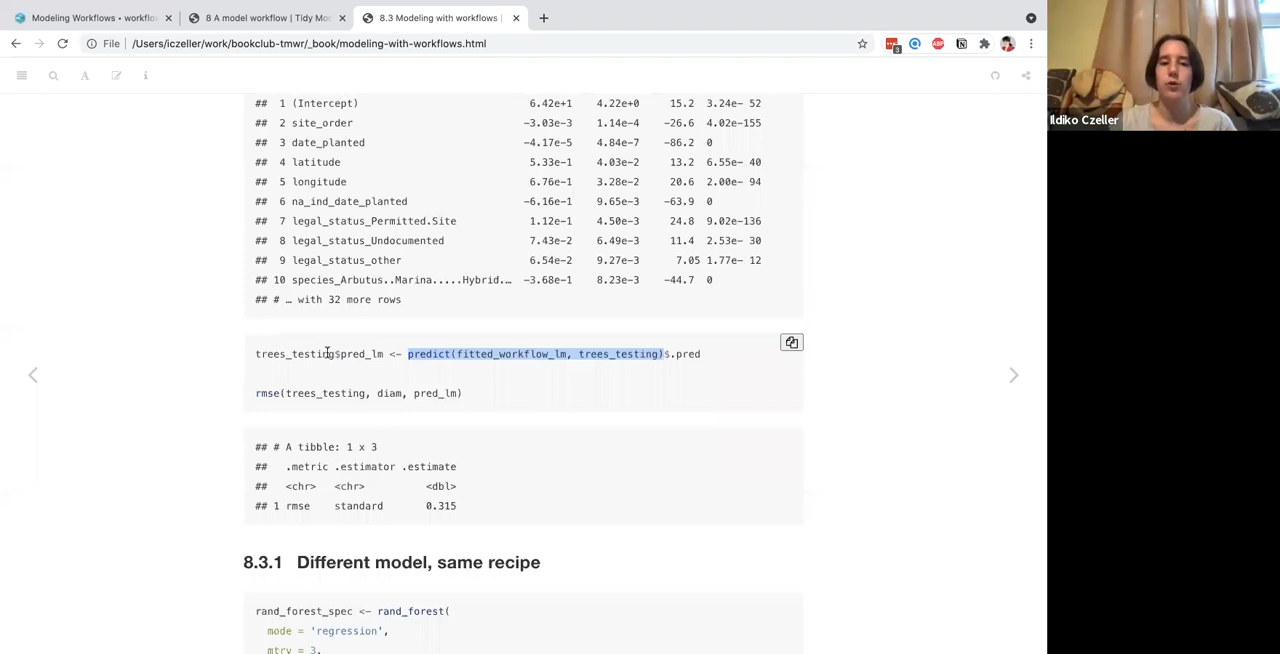 Modeling Workflows • workflow
8 A model workflow | Tidy Mo
8.3 Modeling with workflows |
File | /Users/iczeller/work/bookclub-tmwr/_book/modeling-with-workflows.html
3
ABP
A
i
Ildiko Czeller
## 1 (Intercept) 6.42e+1 4.22e+0 15.2 3.24e- 52
## 2 site_order -3.03e-3 1.14e-4 -26.6 4.02e-155
## 3 date_planted -4.17e-5 4.84e-7 -86.2 0
## 4 latitude 5.33e-1 4.03e-2 13.2 6.55e- 40
## 5 longitude 6.76e-1 3.28e-2 20.6 2.00e- 94
## 6 na_ind_date_planted -6.16e-1 9.65e-3 -63.9 0
## 7 legal_status_Permitted.Site 1.12e-1 4.50e-3 24.8 9.02e-136
## 8 legal_status_Undocumented 7.43e-2 6.49e-3 11.4 2.53e- 30
## 9 legal_status_other 6.54e-2 9.27e-3 7.05 1.77e- 12
## 10 species_Arbutus..Marina.....Hybrid.… -3.68e-1 8.23e-3 -44.7 0
## # … with 32 more rows
trees_testing$pred_lm <- predict(fitted_workflow_lm, trees_testing)$.pred
rmse(trees_testing, diam, pred_lm)
## # A tibble: 1 x 3
## .metric .estimator .estimate
## <chr> <chr> <dbl>
## 1 rmse standard 0.315
8.3.1 Different model, same recipe
rand_forest_spec <- rand_forest(
mode = 'regression',
mtry = 3,